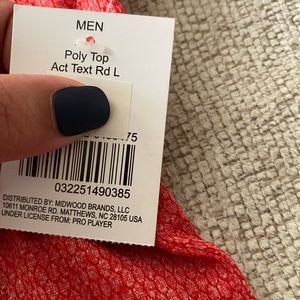 MEN
Poly Top
Act Text Rd L
032251490385
DISTRIBUTED BY: MIDWOOD BRANDS, LLC
10611 MONROE RD. MATTHEWS, NC 28105 USA
UNDER LICENSE FROM: PRO PLAYER